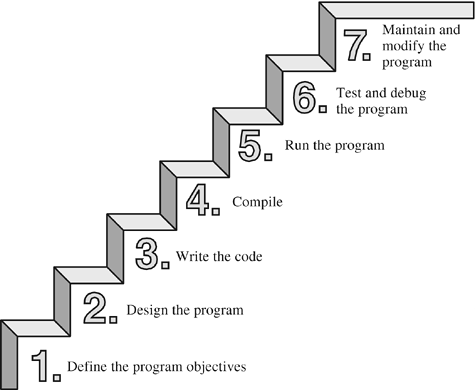 7. Maintain and
modify the
program
6. Test and debug
the program
5. Run the program
4. Compile
3. Write the code
2. Design the program
1. Define the program objectives